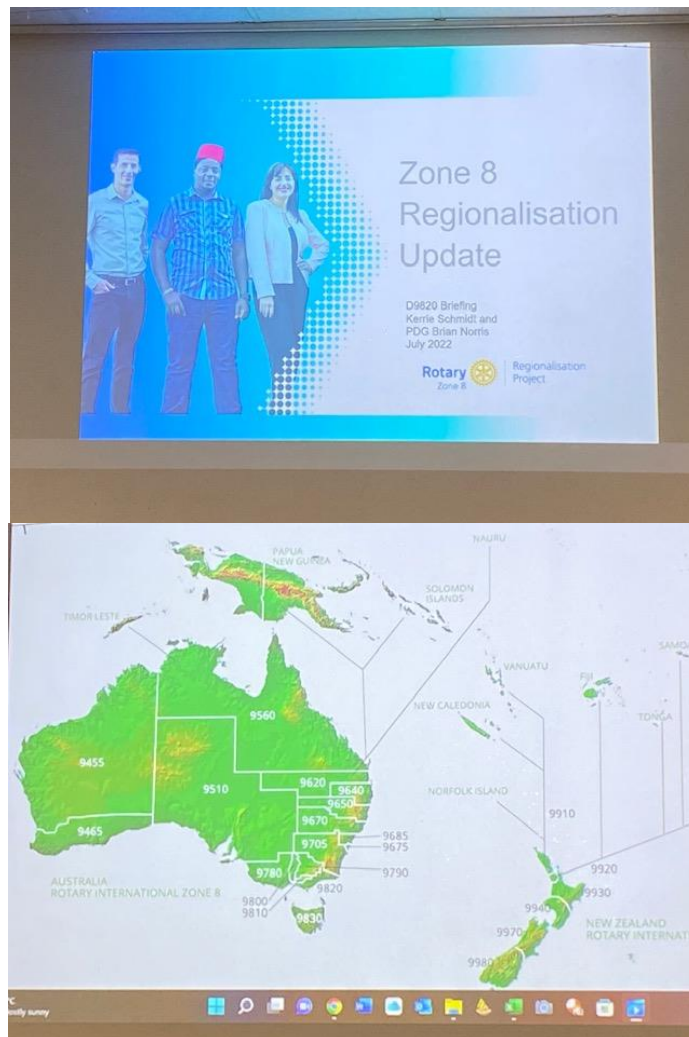 Zone 8
Regionalisation
Update
D9820 Briefing
Kerrie Schmidt and
PDG Brian Norris
July 2022
Rotary
Zone 8
Regionalisation
Project
NAURU
PAPUA
NEW GUINEA
SOLOMON
ISLANDS
TIMOR LESTE
SAMOA
VANUATU
FIJI
NEW CALEDONIA
TONGA
9560
9455
9510
9620
9640
9650
NORFOLK ISLAND
9670
9910
9465
9705
9685
9675
9780
9790
9820
9920
AUSTRALIA
ROTARY INTERNATIONAL ZONE 8
9930
9800
9810
9830
9940
NEW ZEALAND
ROTARY INTERNAT
9970
9980
sunny